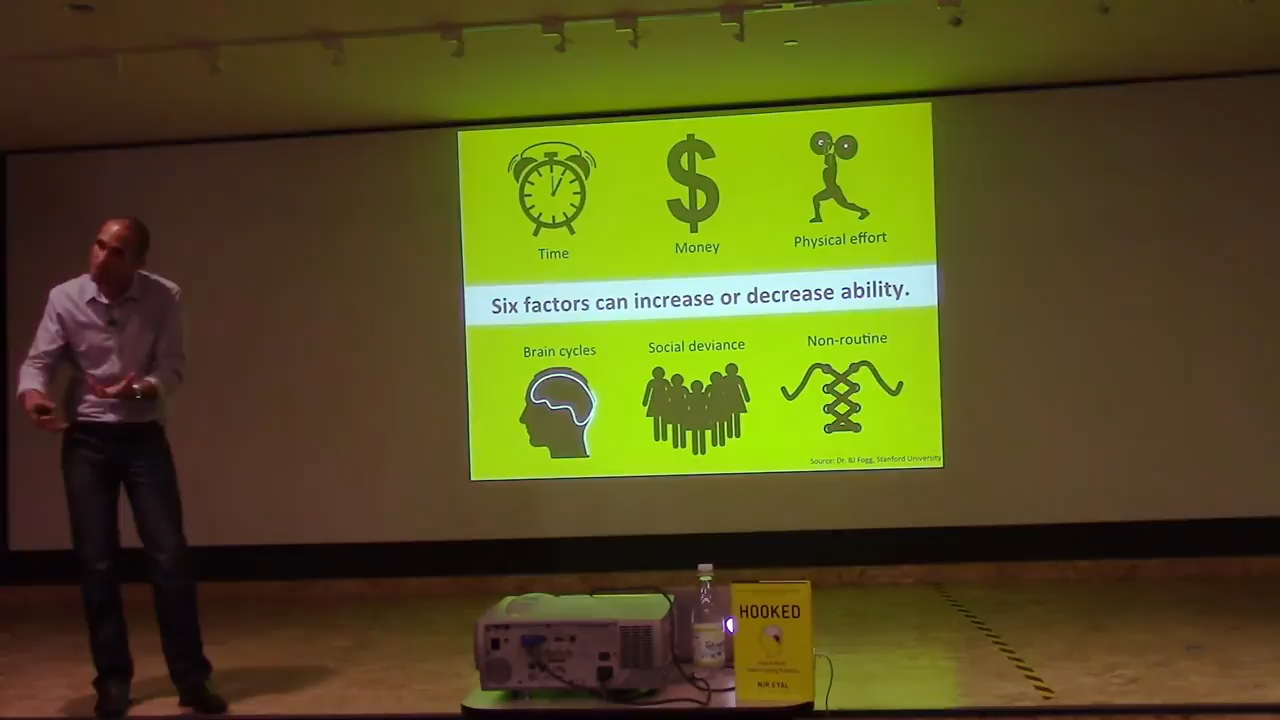 Time
Money
Physical effort
Six factors can increase or decrease ability.
Brain cycles
Social deviance
Non-routine
Source: Dr. BJ Fogg, Stanford University
HOOKED
NIR EYAL